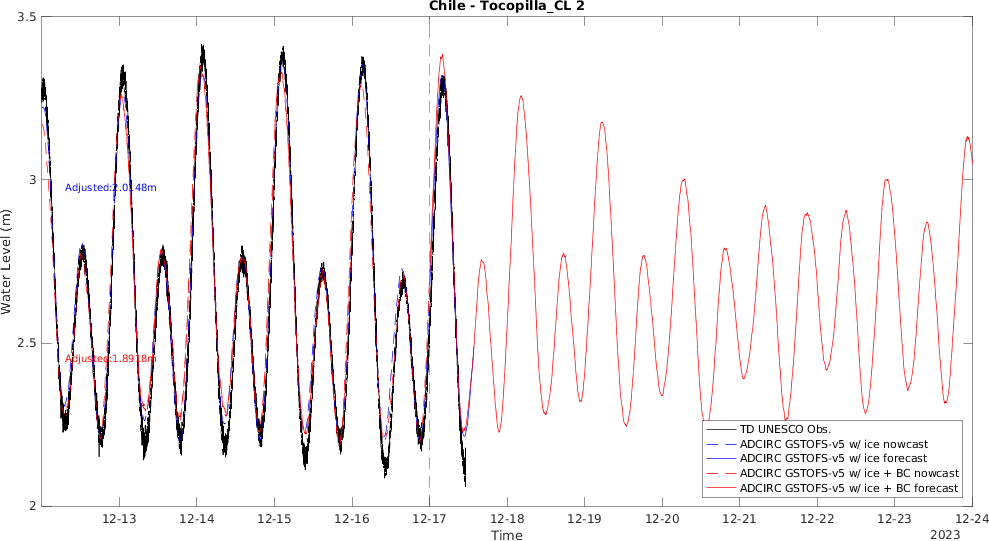 Chile - Tocopilla_CL 2
3.5
3
2.5
2
Water Level (m)
Adjusted:2.0148m
Adjusted:1.8918m
TD UNESCO Obs.
ADCIRC GSTOFS-v5 w/ ice nowcast
ADCIRC GSTOFS-v5 w/ ice forecast
ADCIRC GSTOFS-v5 w/ ice + BC nowcast
ADCIRC GSTOFS-v5 w/ ice + BC forecast
12-13 12-14 12-15 12-16 12-17 12-18 12-19 12-20 12-21 12-22 12-23 12-24
Time
2023